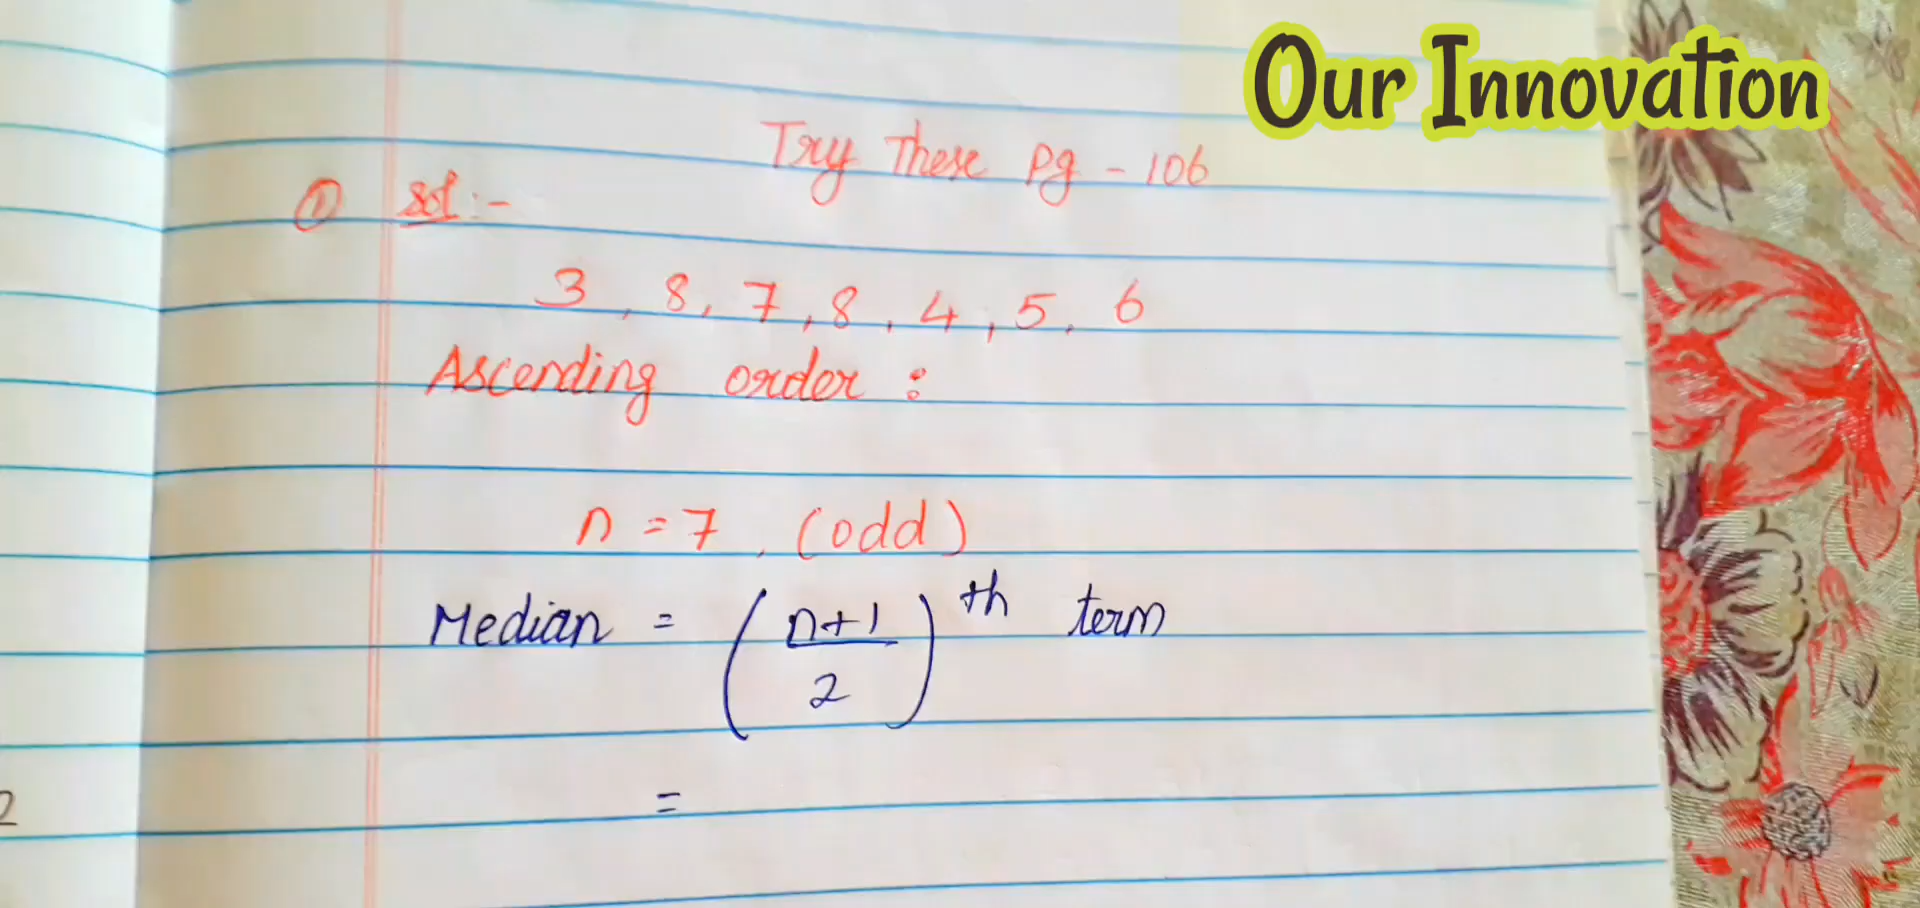 Our Innovation
Try These Pg - 106
① Sol :-
3, 8, 7, 8, 4, 5, 6
Ascending order :
n = 7, (odd)
Median = (n+1/2)th term
=
2